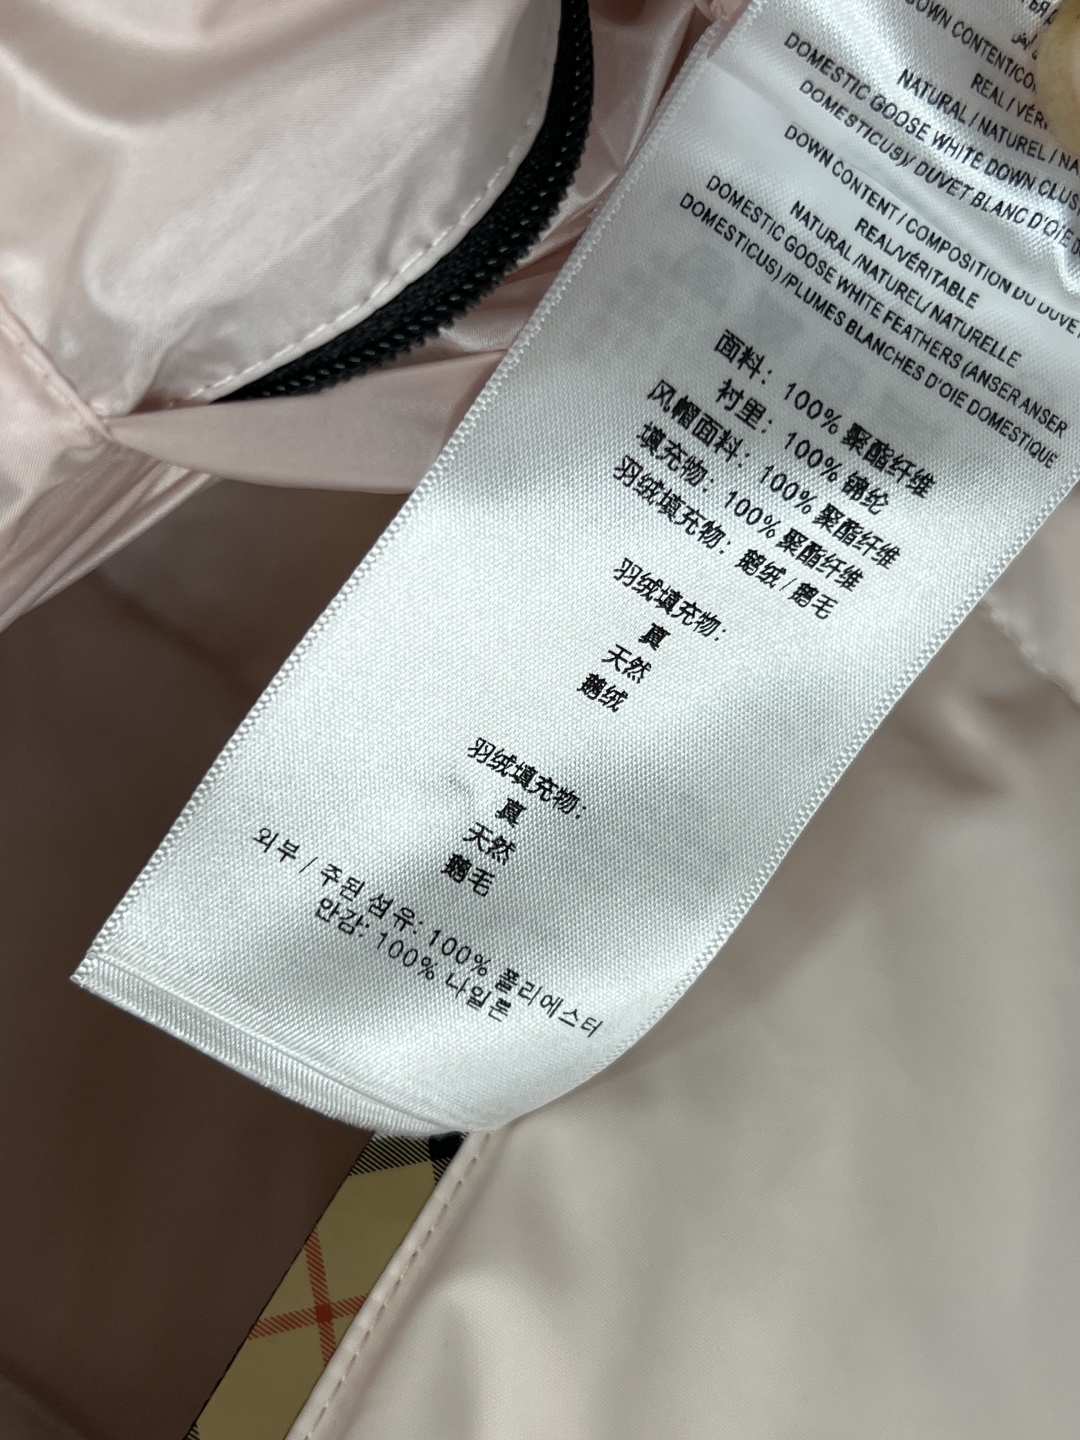 DOWN CONTENT/CO
REAL / VÉR
NATURAL / NATUREL / NA
DOMESTIC GOOSE WHITE DOWN CLUS
DOMESTICUS)/ DUVET BLANC D'OIE D
DOWN CONTENT / COMPOSITION DU DUVET
REAL/VÉRITABLE
NATURAL /NATUREL/ NATURELLE
DOMESTIC GOOSE WHITE FEATHERS (ANSER ANSER
DOMESTICUS) /PLUMES BLANCHES D'OIE DOMESTIQUE
面料：100% 聚酯纤维
衬里：100% 锦纶
风帽面料：100% 聚酯纤维
填充物：100% 聚酯纤维
羽绒填充物：鹅绒 / 鹅毛
羽绒填充物：
真
天然
鹅绒
羽绒填充物：
真
天然
鹅毛
외부 / 주된 섬유: 100% 폴리에스터
안감: 100% 나일론